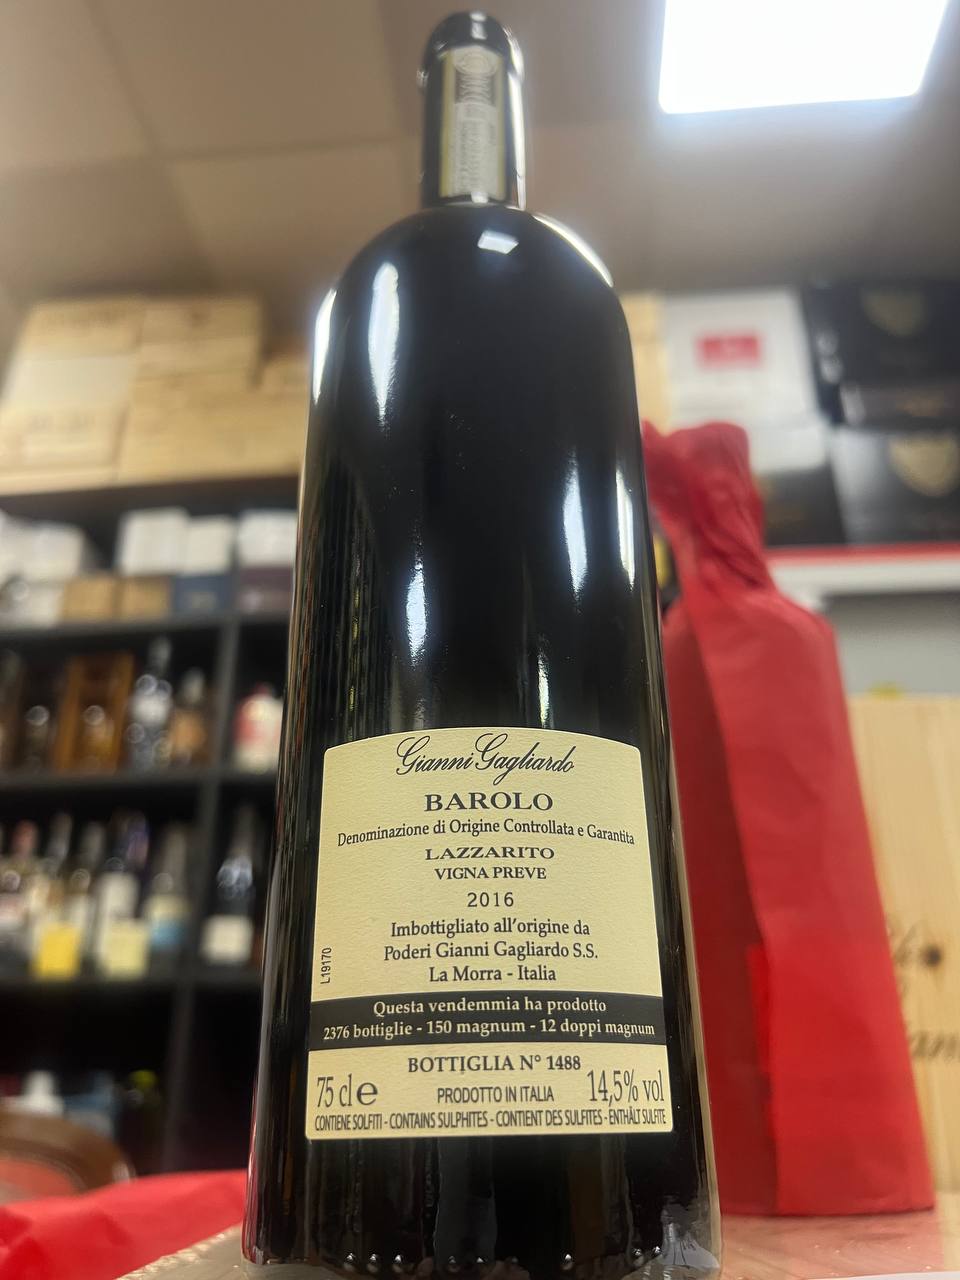 Gianni Gagliardo
BAROLO
Denominazione di Origine Controllata e Garantita
LAZZARITO
VIGNA PREVE
2016
Imbottigliato all'origine da
Poderi Gianni Gagliardo S.S.
La Morra - Italia
L19170
Questa vendemmia ha prodotto
2376 bottiglie - 150 magnum - 12 doppi magnum
BOTTIGLIA N° 1488
75 cl e PRODOTTO IN ITALIA 14,5% vol
CONTIENE SOLFITI - CONTAINS SULPHITES - CONTIENT DES SULFITES - ENTHÄLT SULFITE